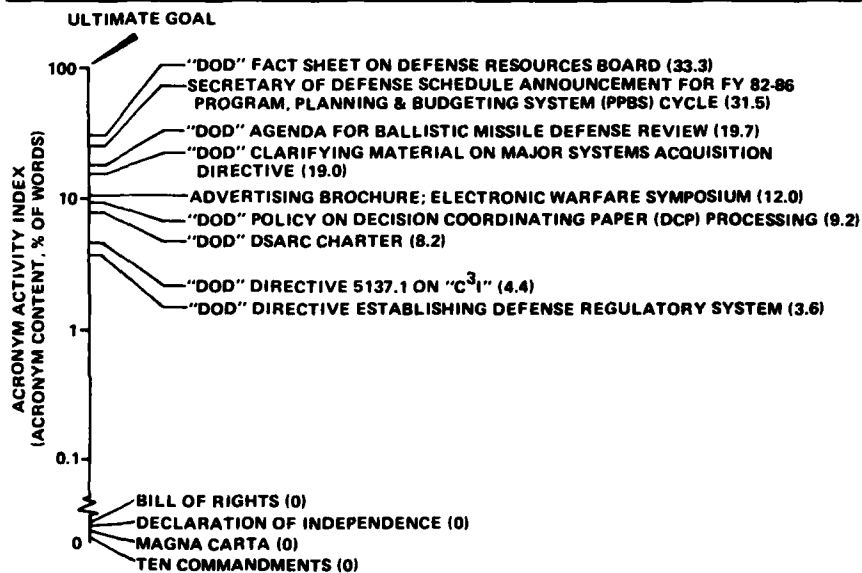 ULTIMATE GOAL
100
"DOD" FACT SHEET ON DEFENSE RESOURCES BOARD (33.3)
SECRETARY OF DEFENSE SCHEDULE ANNOUNCEMENT FOR FY 82-86
PROGRAM, PLANNING & BUDGETING SYSTEM (PPBS) CYCLE (31.5)
"DOD" AGENDA FOR BALLISTIC MISSILE DEFENSE REVIEW (19.7)
"DOD" CLARIFYING MATERIAL ON MAJOR SYSTEMS ACQUISITION
DIRECTIVE (19.0)
10
ADVERTISING BROCHURE; ELECTRONIC WARFARE SYMPOSIUM (12.0)
"DOD" POLICY ON DECISION COORDINATING PAPER (DCP) PROCESSING (9.2)
"DOD" DSARC CHARTER (8.2)
"DOD" DIRECTIVE 5137.1 ON "C³I" (4.4)
"DOD" DIRECTIVE ESTABLISHING DEFENSE REGULATORY SYSTEM (3.6)
1
ACRONYM ACTIVITY INDEX
(ACRONYM CONTENT, % OF WORDS)
0.1
BILL OF RIGHTS (0)
DECLARATION OF INDEPENDENCE (0)
0
MAGNA CARTA (0)
TEN COMMANDMENTS (0)